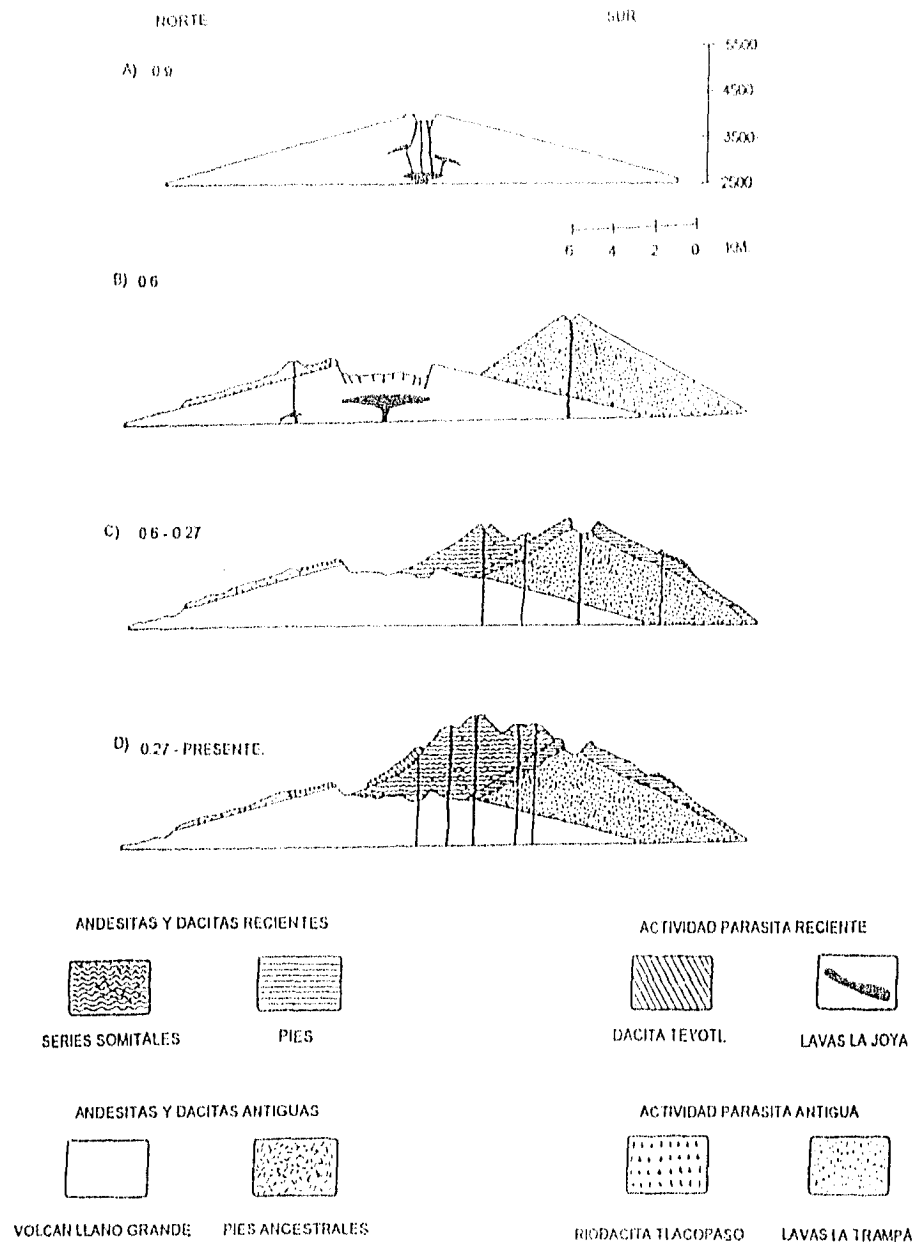 NORTE SUR
A) 0.9
5500
4500
3500
2500
6 4 2 0 KM.
B) 0.6
C) 0.6 - 0.27
D) 0.27 - PRESENTE.
ANDESITAS Y DACITAS RECIENTES
ACTIVIDAD PARASITA RECIENTE
SERIES SOMITALES PIES
DACITA TEYOTL LAVAS LA JOYA
ANDESITAS Y DACITAS ANTIGUAS
ACTIVIDAD PARASITA ANTIGUA
VOLCAN LLANO GRANDE PIES ANCESTRALES
RIODACITA TLACOPASO LAVAS LA TRAMPA